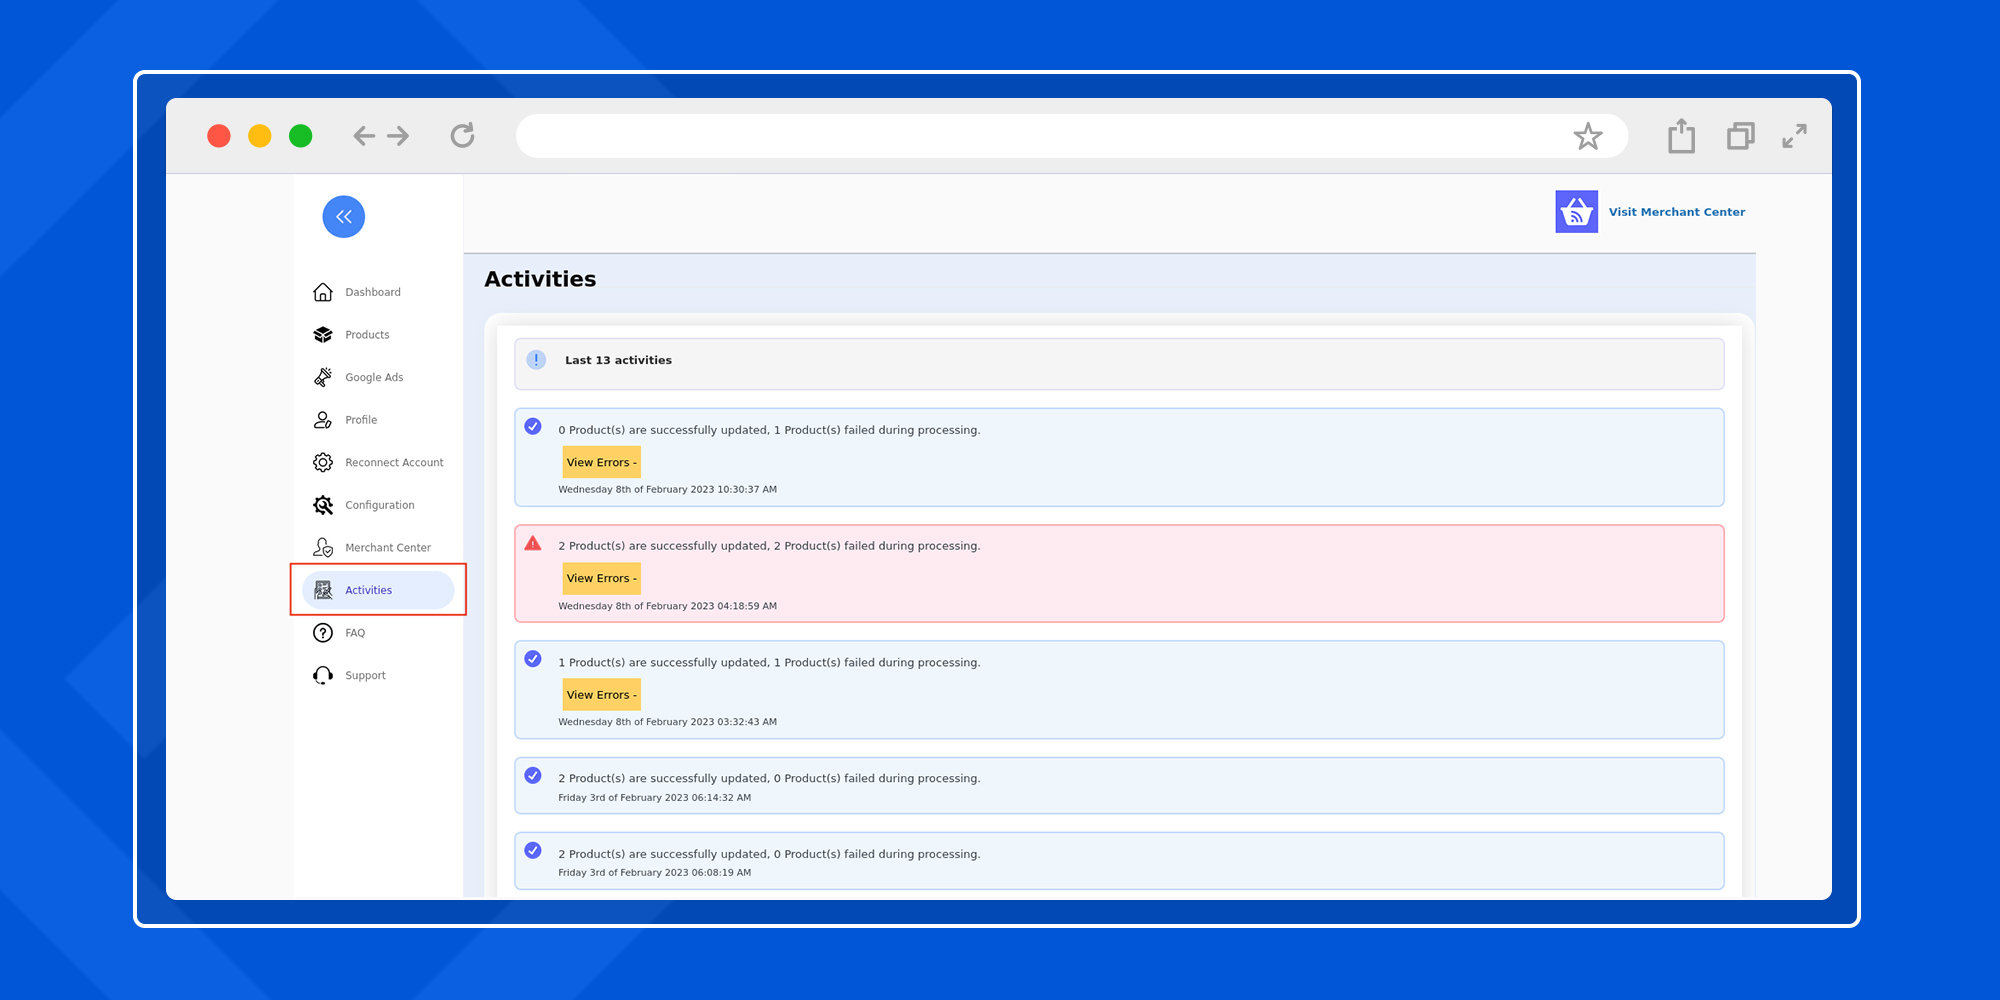 Visit Merchant Center
Dashboard
Products
Google Ads
Profile
Reconnect Account
Configuration
Merchant Center
Activities
FAQ
Support
Activities
Last 13 activities
0 Product(s) are successfully updated, 1 Product(s) failed during processing.
View Errors -
Wednesday 8th of February 2023 10:30:37 AM
2 Product(s) are successfully updated, 2 Product(s) failed during processing.
View Errors -
Wednesday 8th of February 2023 04:18:59 AM
1 Product(s) are successfully updated, 1 Product(s) failed during processing.
View Errors -
Wednesday 8th of February 2023 03:32:43 AM
2 Product(s) are successfully updated, 0 Product(s) failed during processing.
Friday 3rd of February 2023 06:14:32 AM
2 Product(s) are successfully updated, 0 Product(s) failed during processing.
Friday 3rd of February 2023 06:08:19 AM